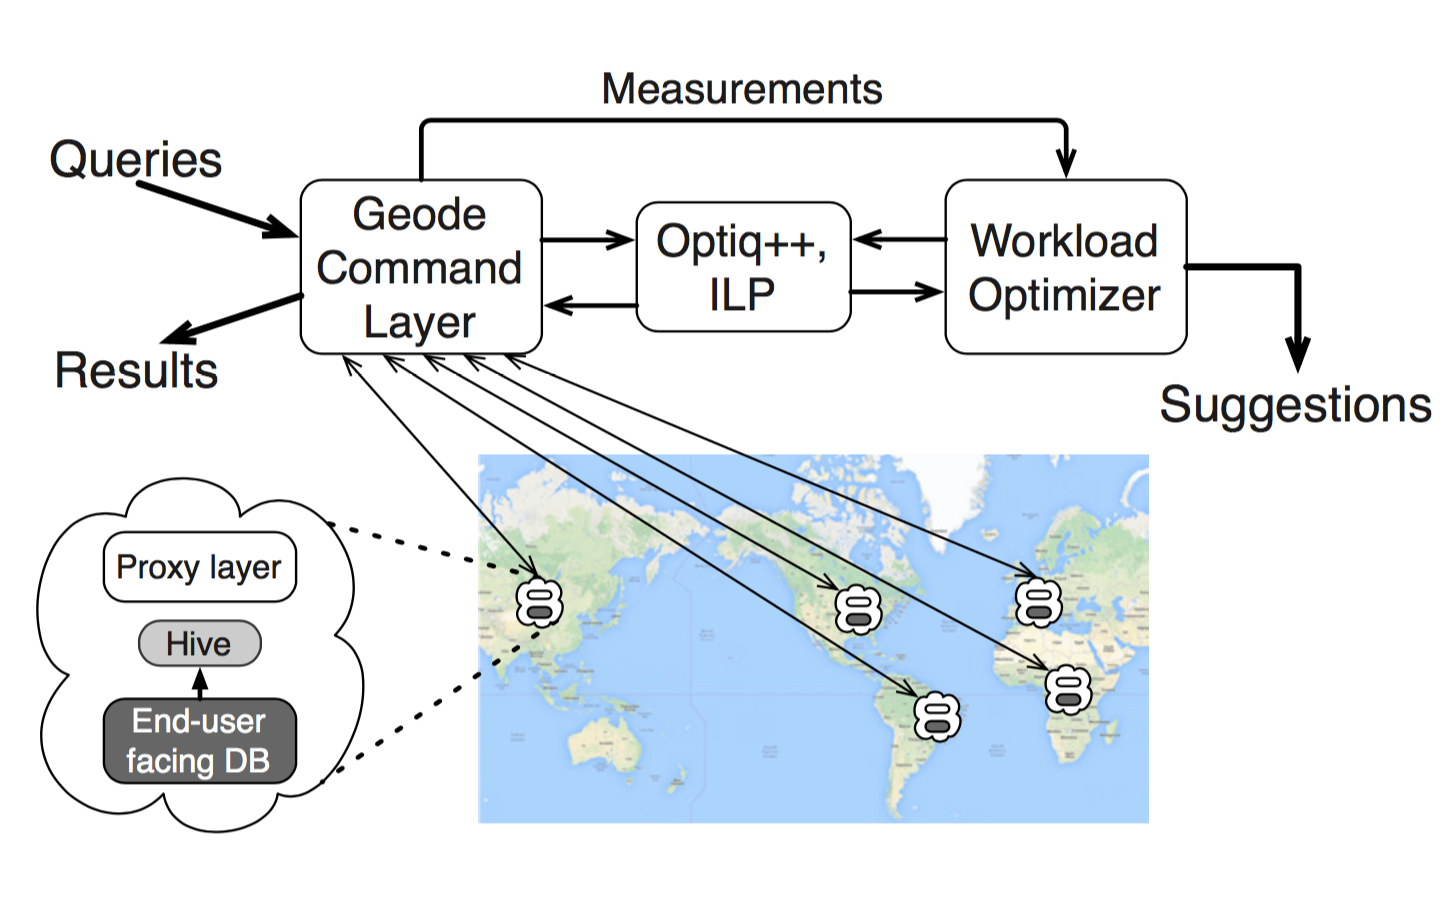 Measurements
Queries
Geode
Command
Layer
Optiq++,
ILP
Workload
Optimizer
Results
Suggestions
Proxy layer
Hive
End-user
facing DB